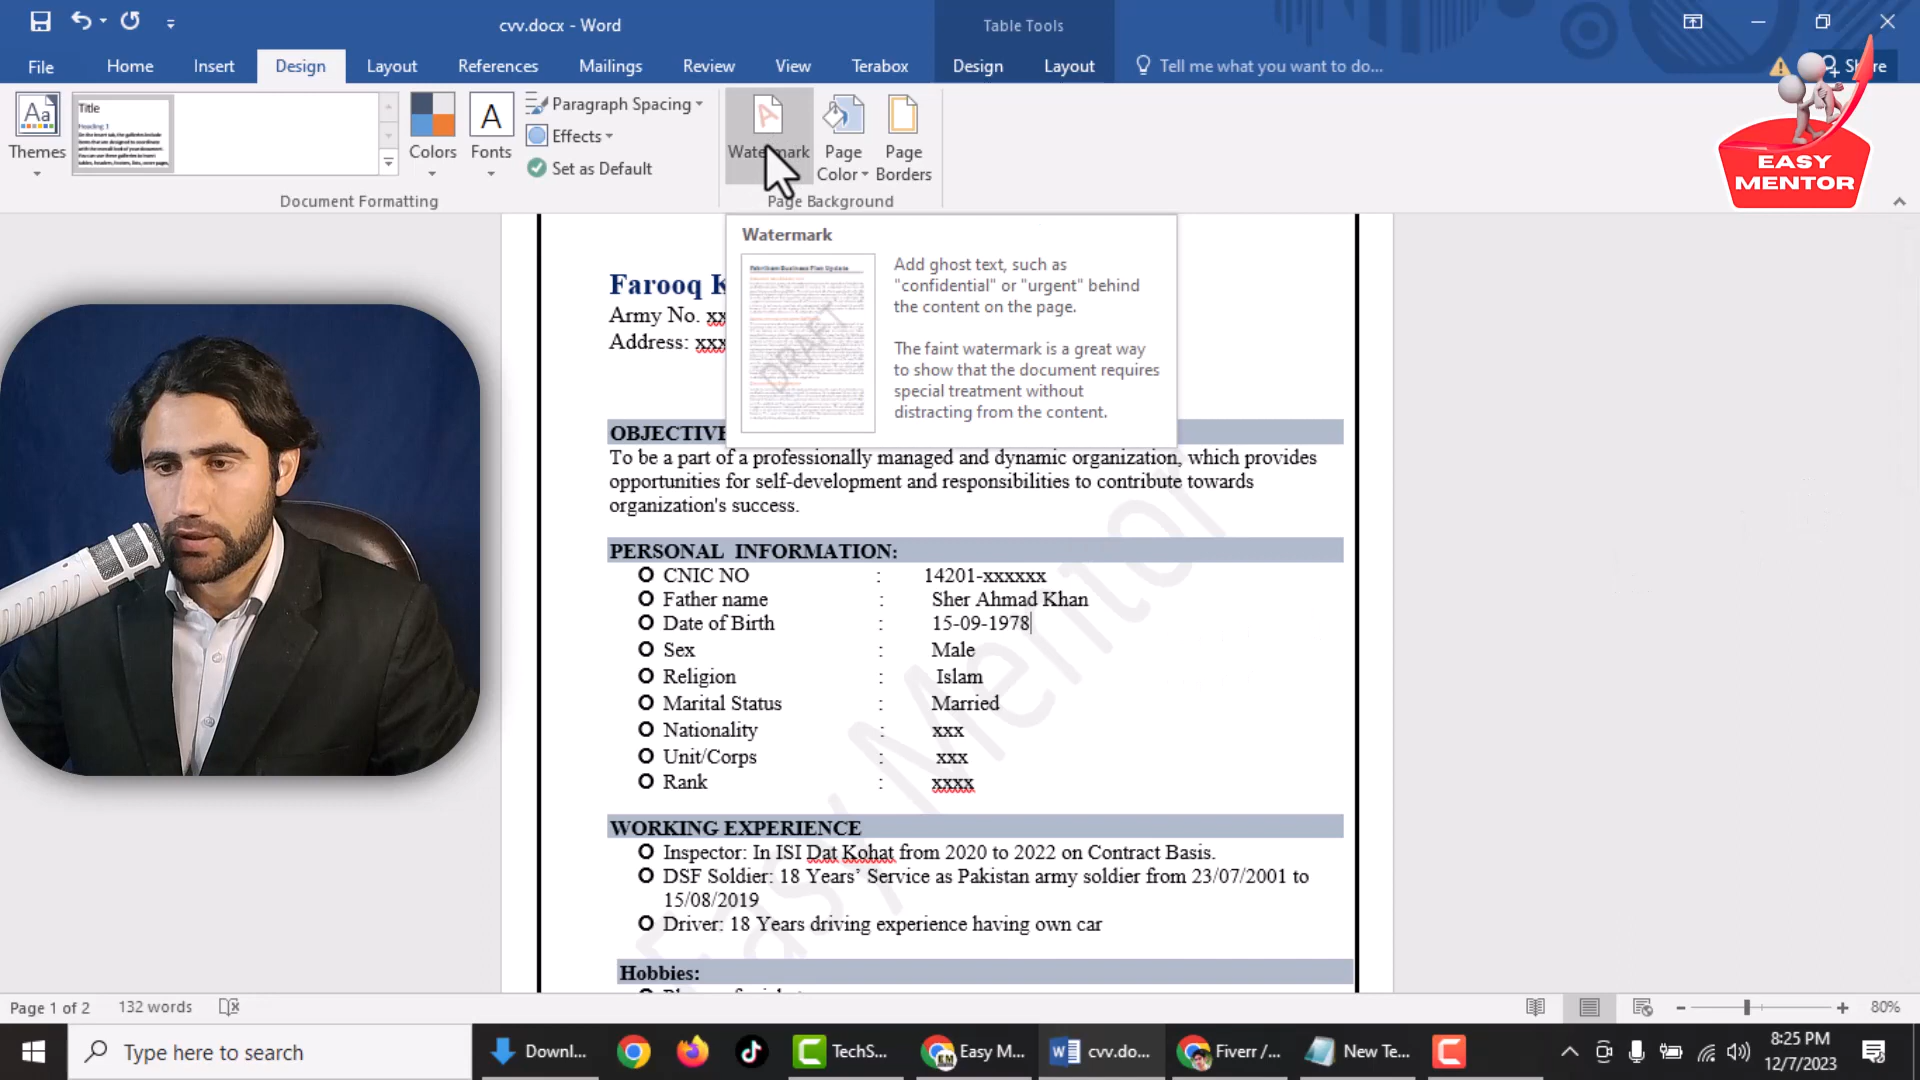 cvv.docx - Word
Table Tools
File
Home
Insert
Design
Layout
References
Mailings
Review
View
Terabox
Design
Layout
Tell me what you want to do...
EASY
MENTOR
Aa
Themes
Title
Heading 1
Colors
A
Fonts
Paragraph Spacing
Effects
Set as Default
Document Formatting
Watermark
Page
Color
Page
Borders
Page Background
Watermark
DRAFT
Add ghost text, such as
"confidential" or "urgent" behind
the content on the page.
The faint watermark is a great way
to show that the document requires
special treatment without
distracting from the content.
Farooq
Army No.
Address:
OBJECTIVE
To be a part of a professionally managed and dynamic organization, which provides
opportunities for self-development and responsibilities to contribute towards
organization's success.
PERSONAL INFORMATION:
CNIC NO : 14201-xxxxxx
Father name : Sher Ahmad Khan
Date of Birth : 15-09-1978
Sex : Male
Religion : Islam
Marital Status : Married
Nationality : xxx
Unit/Corps : xxx
Rank : xxxx
WORKING EXPERIENCE
Inspector: In ISI Dat Kohat from 2020 to 2022 on Contract Basis.
DSF Soldier: 18 Years’ Service as Pakistan army soldier from 23/07/2001 to
15/08/2019
Driver: 18 Years driving experience having own car
Hobbies:
Easy Mentor
Page 1 of 2
132 words
80%
Type here to search
Downl...
TechS...
Easy M...
cvv.do...
Fiverr /...
New Te...
8:25 PM
12/7/2023